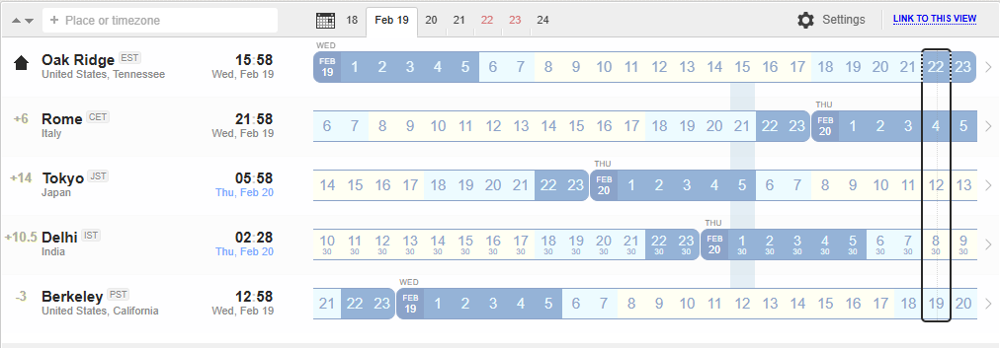 + Place or timezone 18 Feb 19 20 21 22 23 24 Settings LINK TO THIS VIEW
WED
Oak Ridge EST 15:58 FEB 19 1 2 3 4 5 6 7 8 9 10 11 12 13 14 15 16 17 18 19 20 21 22 23
United States, Tennessee Wed, Feb 19
THU
+6 Rome CET 21:58 6 7 8 9 10 11 12 13 14 15 16 17 18 19 20 21 22 23 FEB 20 1 2 3 4 5
Italy Wed, Feb 19
THU
+14 Tokyo JST 05:58 14 15 16 17 18 19 20 21 22 23 FEB 20 1 2 3 4 5 6 7 8 9 10 11 12 13
Japan Thu, Feb 20
THU
+10.5 Delhi IST 02:28 10 30 11 30 12 30 13 30 14 30 15 30 16 30 17 30 18 30 19 30 20 30 21 30 22 30 23 30 FEB 20 1 30 2 30 3 30 4 30 5 30 6 30 7 30 8 30 9 30
India Thu, Feb 20
WED
-3 Berkeley PST 12:58 21 22 23 FEB 19 1 2 3 4 5 6 7 8 9 10 11 12 13 14 15 16 17 18 19 20
United States, California Wed, Feb 19